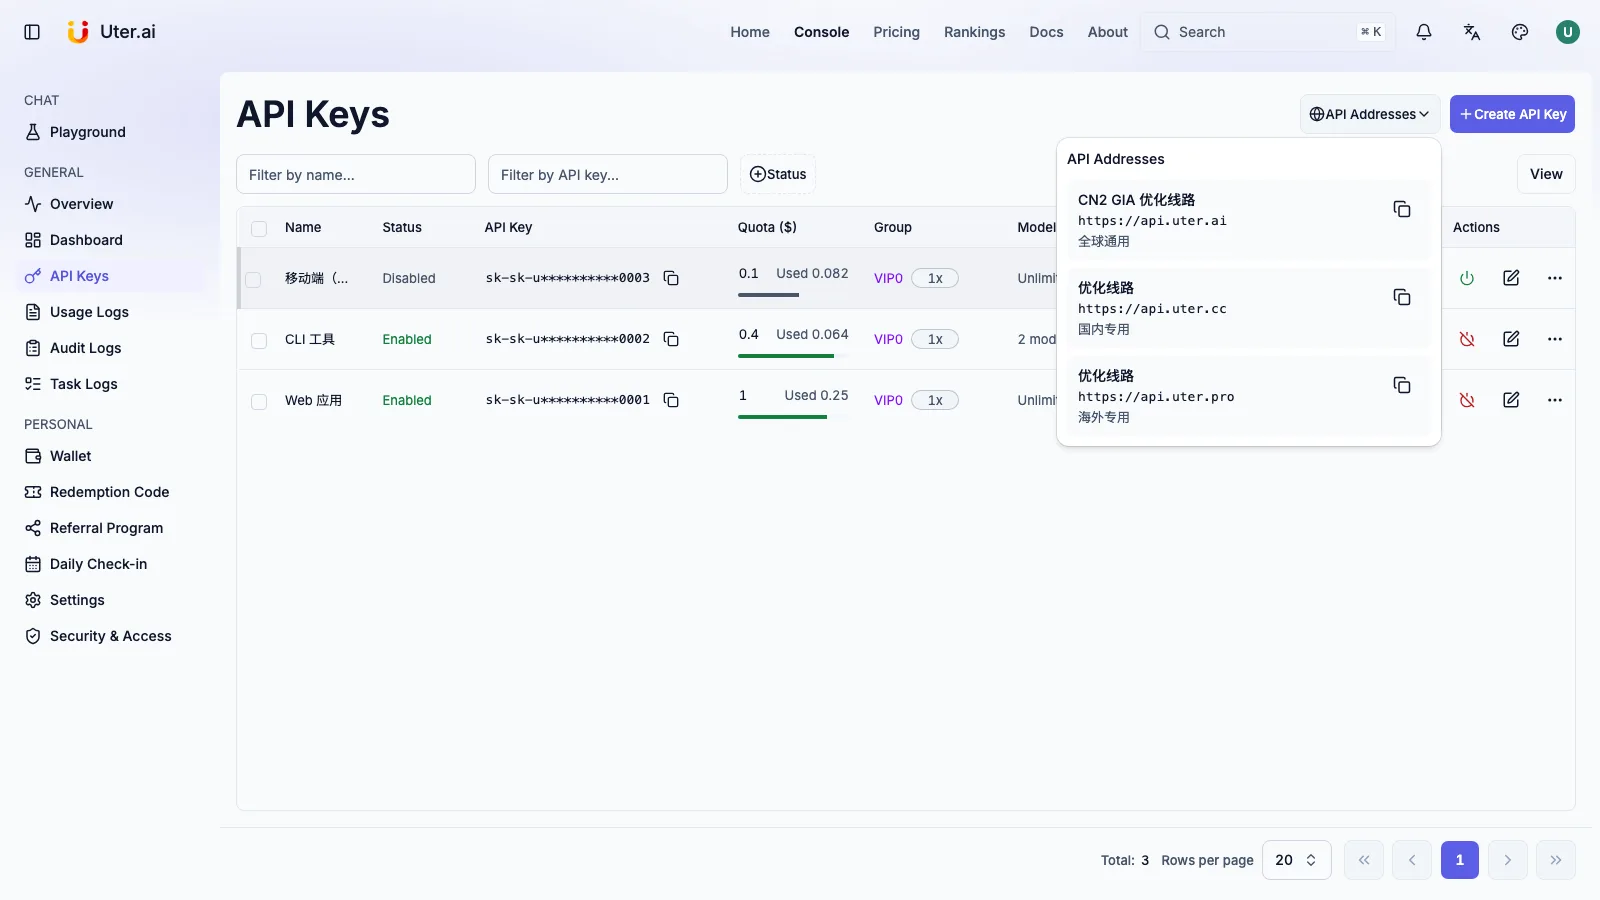 Uter.ai
Home
Console
Pricing
Rankings
Docs
About
Search
⌘ K
U
CHAT
Playground
GENERAL
Overview
Dashboard
API Keys
Usage Logs
Audit Logs
Task Logs
PERSONAL
Wallet
Redemption Code
Referral Program
Daily Check-in
Settings
Security & Access
API Keys
API Addresses
Create API Key
Filter by name...
Filter by API key...
Status
View
Name
Status
API Key
Quota ($)
Group
Model
Actions
移动端（...
Disabled
sk-sk-u**********0003
0.1
Used 0.082
VIP0
1x
Unlimit
CLI 工具
Enabled
sk-sk-u**********0002
0.4
Used 0.064
VIP0
1x
2 mod
Web 应用
Enabled
sk-sk-u**********0001
1
Used 0.25
VIP0
1x
Unlimit
API Addresses
CN2 GIA 优化线路
https://api.uter.ai
全球通用
优化线路
https://api.uter.cc
国内专用
优化线路
https://api.uter.pro
海外专用
Total: 3
Rows per page
20
1